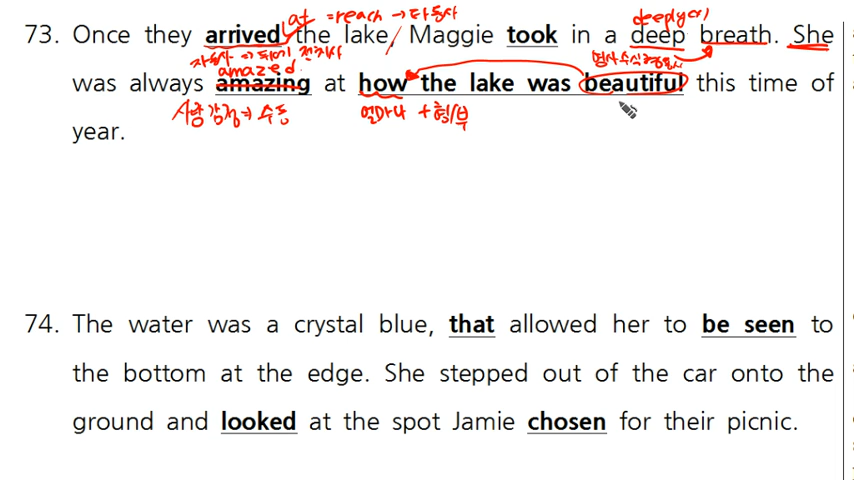 at =reach → 타동사 deeply(x)
73. Once they arrived the lake, Maggie took in a deep breath. She
자동사 ⇒ 뒤에 전치사 명사수식
amazed
was always amazing at how the lake was beautiful this time of
사람 감정 ⇒ 수동 얼마나 + 형/부
year.
74. The water was a crystal blue, that allowed her to be seen to
the bottom at the edge. She stepped out of the car onto the
ground and looked at the spot Jamie chosen for their picnic.